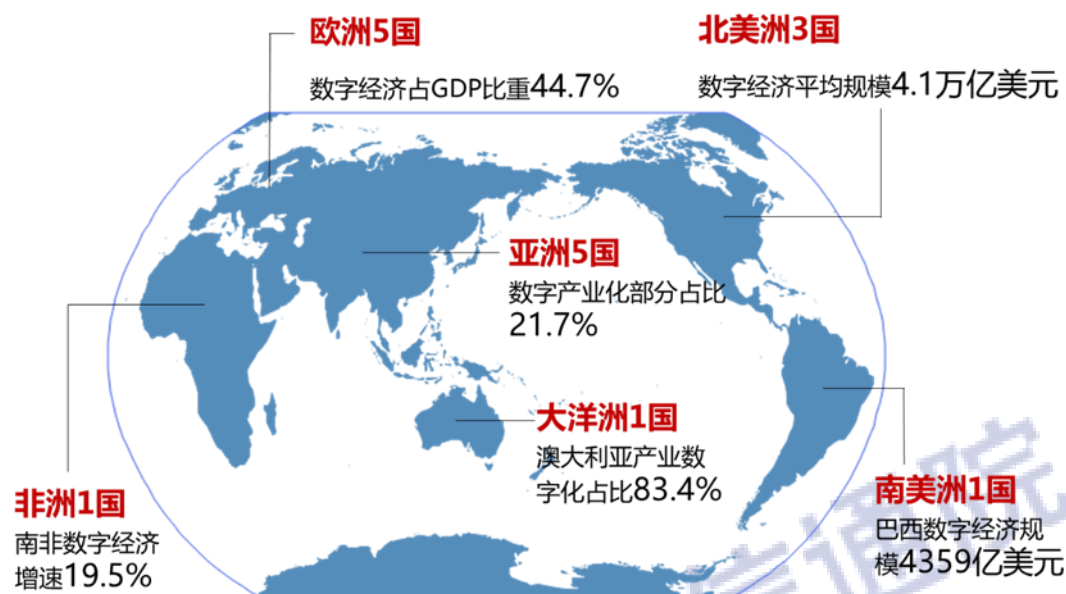 欧洲5国
数字经济占GDP比重44.7%
北美洲3国
数字经济平均规模4.1万亿美元
亚洲5国
数字产业化部分占比
21.7%
大洋洲1国
澳大利亚产业数
字化占比83.4%
非洲1国
南非数字经济
增速19.5%
南美洲1国
巴西数字经济规
模4359亿美元
信通院